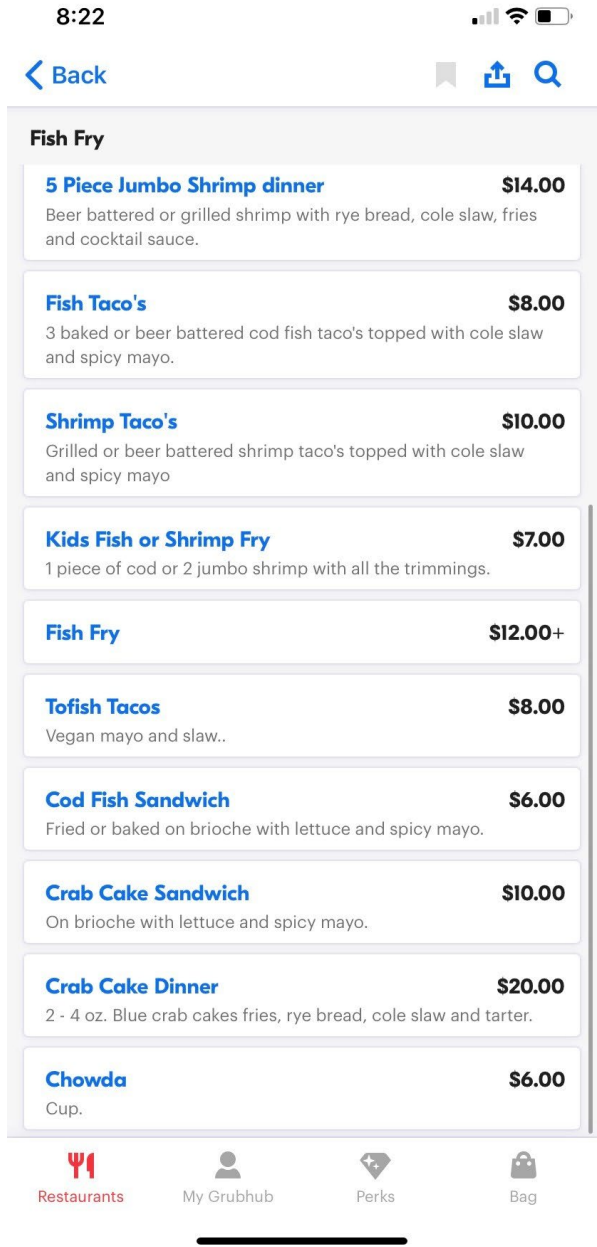 8:22
Back
Fish Fry
5 Piece Jumbo Shrimp dinner $14.00
Beer battered or grilled shrimp with rye bread, cole slaw, fries
and cocktail sauce.
Fish Taco's $8.00
3 baked or beer battered cod fish taco's topped with cole slaw
and spicy mayo.
Shrimp Taco's $10.00
Grilled or beer battered shrimp taco's topped with cole slaw
and spicy mayo
Kids Fish or Shrimp Fry $7.00
1 piece of cod or 2 jumbo shrimp with all the trimmings.
Fish Fry $12.00+
Tofish Tacos $8.00
Vegan mayo and slaw..
Cod Fish Sandwich $6.00
Fried or baked on brioche with lettuce and spicy mayo.
Crab Cake Sandwich $10.00
On brioche with lettuce and spicy mayo.
Crab Cake Dinner $20.00
2 - 4 oz. Blue crab cakes fries, rye bread, cole slaw and tarter.
Chowda $6.00
Cup.
Restaurants My Grubhub Perks Bag